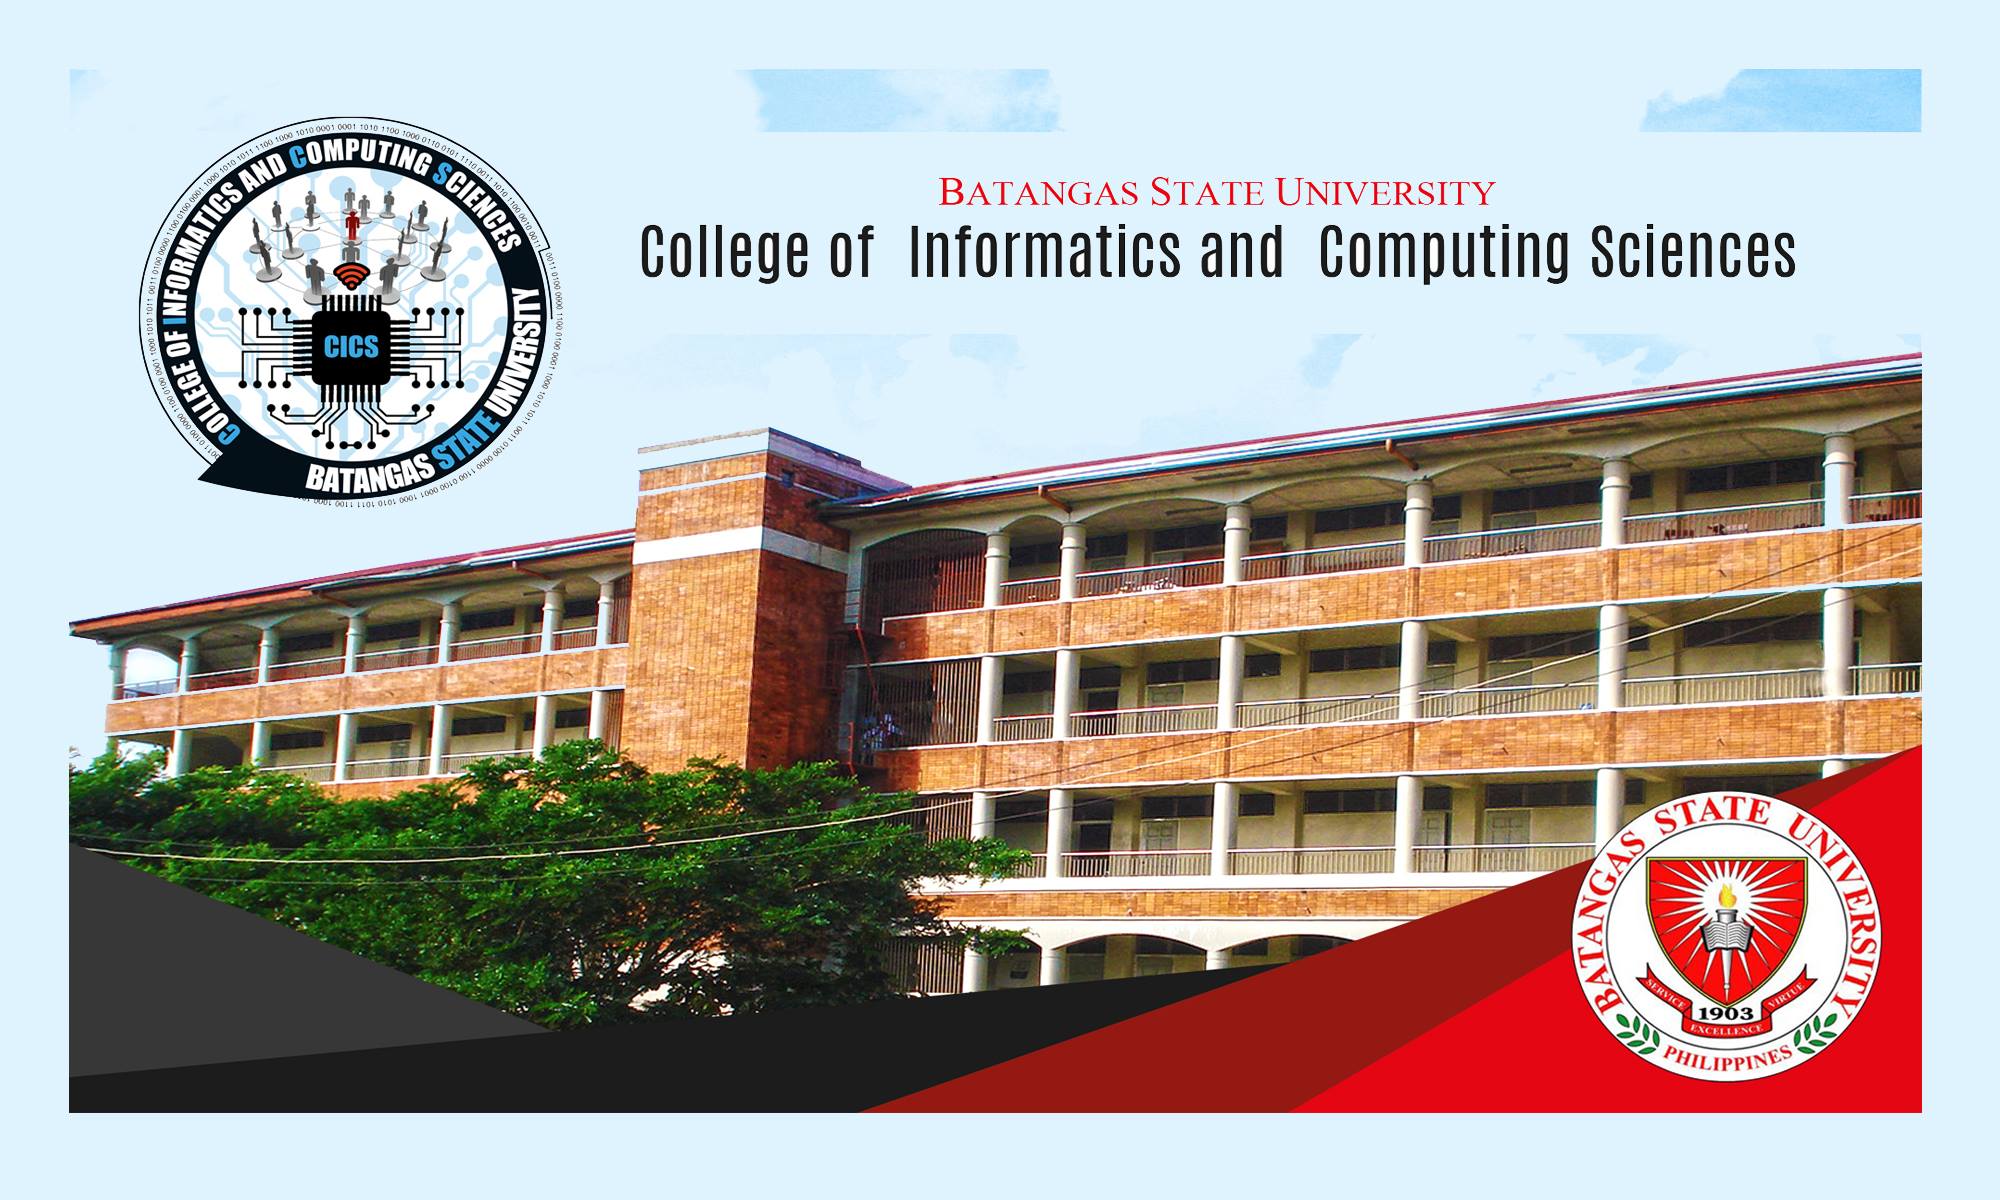 BATANGAS STATE UNIVERSITY
College of Informatics and Computing Sciences
COLLEGE OF INFORMATICS AND COMPUTING SCIENCES
CICS
BATANGAS STATE UNIVERSITY
BATANGAS STATE UNIVERSITY
SERVICE
VIRTUE
1903
EXCELLENCE
PHILIPPINES